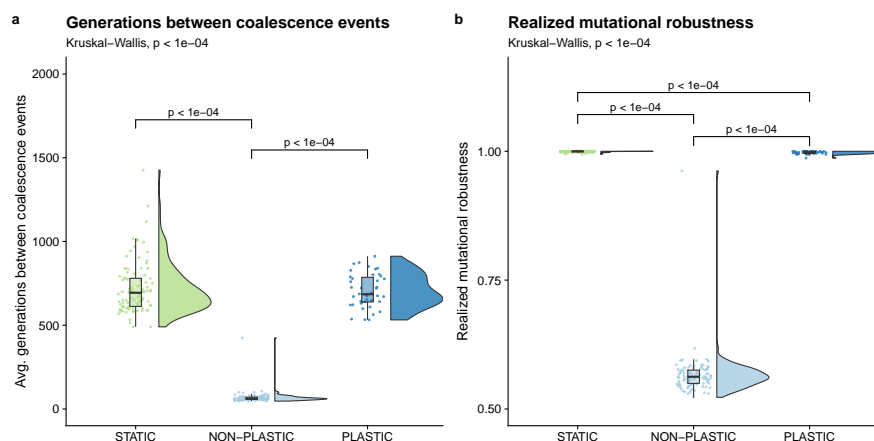 a
Generations between coalescence events
Kruskal−Wallis, p < 1e−04
Avg. generations between coalescence events
2000
1500
1000
500
0
p < 1e−04
p < 1e−04
STATIC
NON−PLASTIC
PLASTIC
b
Realized mutational robustness
Kruskal−Wallis, p < 1e−04
Realized mutational robustness
1.00
0.75
0.50
p < 1e−04
p < 1e−04
p < 1e−04
STATIC
NON−PLASTIC
PLASTIC